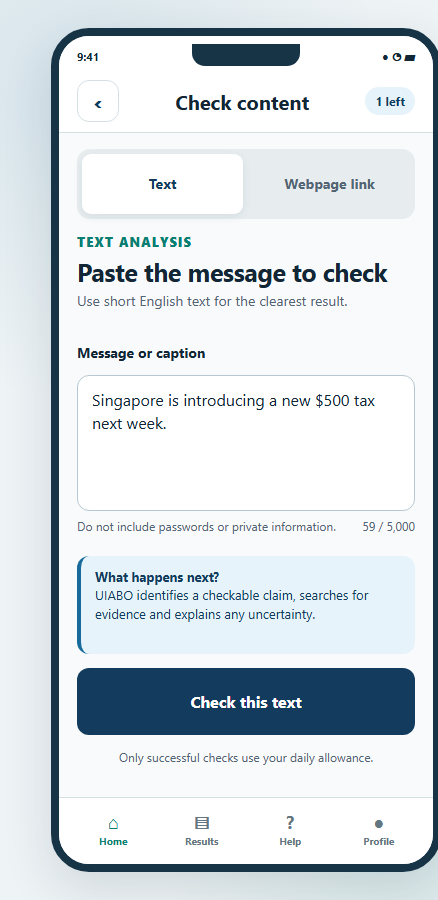 9:41
Check content
1 left
Text
Webpage link
TEXT ANALYSIS
Paste the message to check
Use short English text for the clearest result.
Message or caption
Singapore is introducing a new $500 tax
next week.
Do not include passwords or private information.
59 / 5,000
What happens next?
UIABO identifies a checkable claim, searches for
evidence and explains any uncertainty.
Check this text
Only successful checks use your daily allowance.
Home
Results
Help
Profile